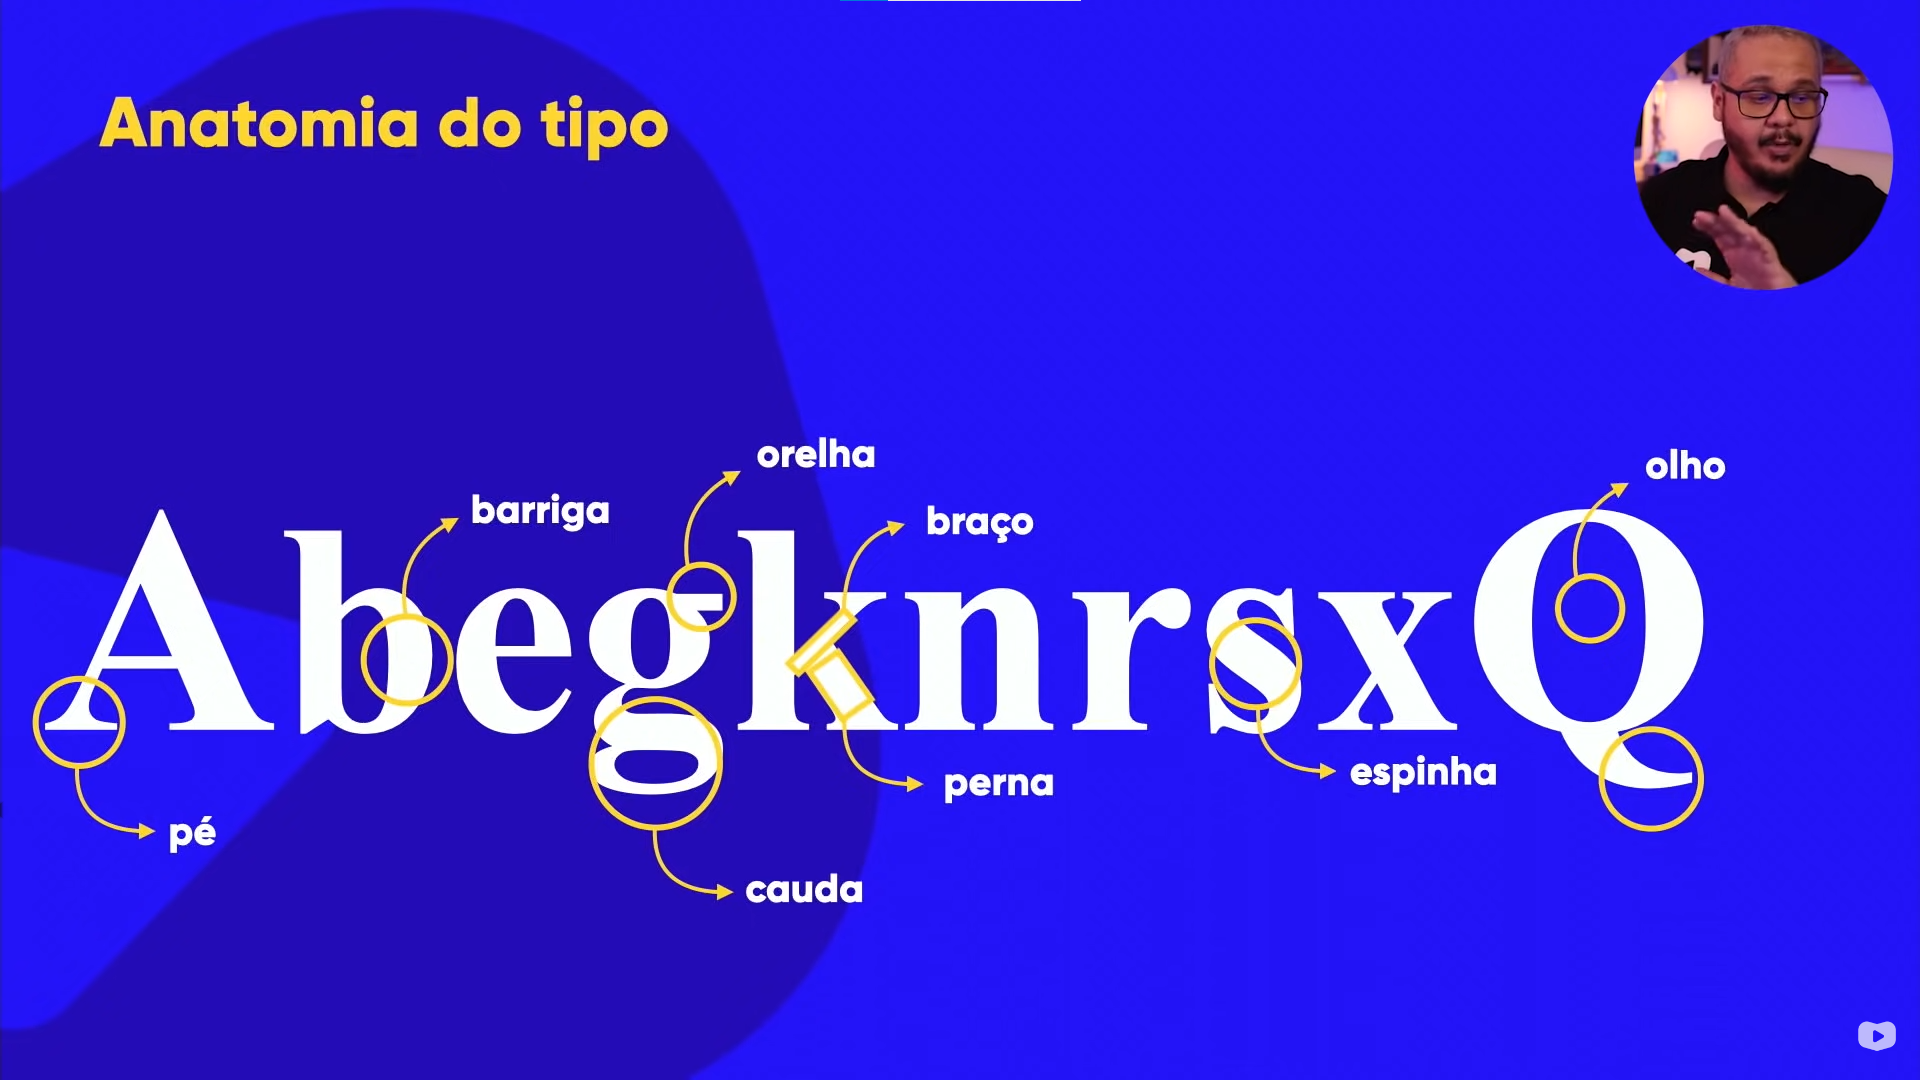 Anatomia do tipo
orelha
olho
barriga
braço
AbegknrsxQ
espinha
perna
pé
cauda